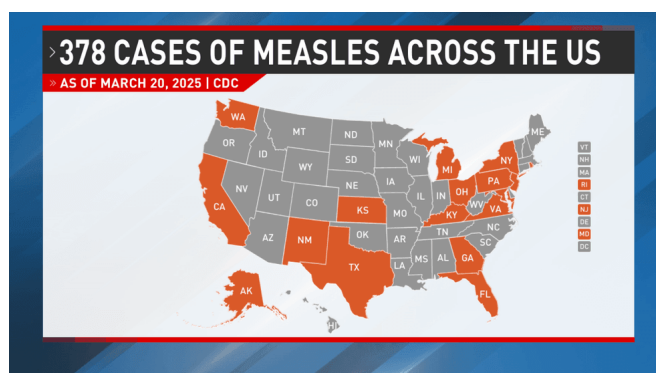 378 CASES OF MEASLES ACROSS THE US
» AS OF MARCH 20, 2025 | CDC
WA
MT
ND
MN
ME
OR
ID
WY
SD
WI
MI
NY
NV
UT
CO
NE
IA
IL
IN
OH
PA
CA
KS
MO
KY
WV
VA
AZ
NM
OK
AR
TN
NC
SC
TX
LA
MS
AL
GA
FL
AK
HI
VT
NH
MA
RI
CT
NJ
DE
MD
DC